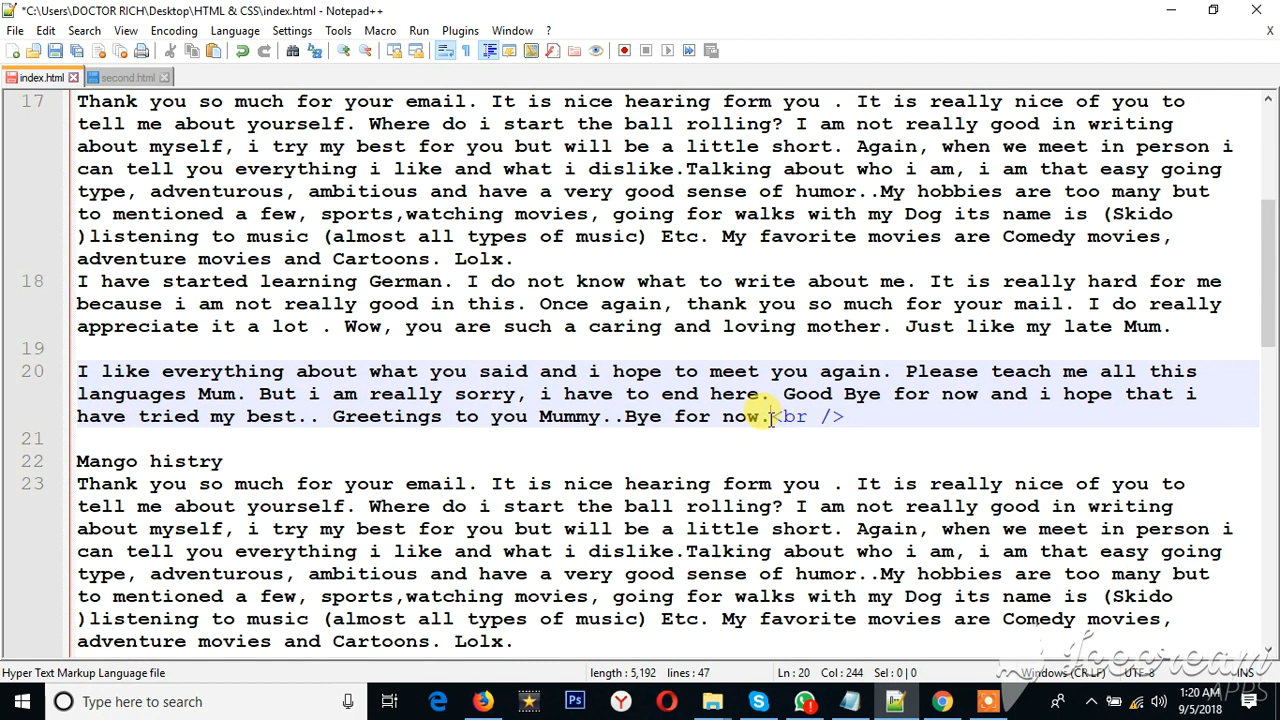 *C:\Users\DOCTOR RICH\Desktop\HTML & CSS\index.html - Notepad++
File Edit Search View Encoding Language Settings Tools Macro Run Plugins Window ? X
index.html second.html
17 Thank you so much for your email. It is nice hearing form you . It is really nice of you to
tell me about yourself. Where do i start the ball rolling? I am not really good in writing
about myself, i try my best for you but will be a little short. Again, when we meet in person i
can tell you everything i like and what i dislike.Talking about who i am, i am that easy going
type, adventurous, ambitious and have a very good sense of humor..My hobbies are too many but
to mentioned a few, sports,watching movies, going for walks with my Dog its name is (Skido
)listening to music (almost all types of music) Etc. My favorite movies are Comedy movies,
adventure movies and Cartoons. Lolx.
18 I have started learning German. I do not know what to write about me. It is really hard for me
because i am not really good in this. Once again, thank you so much for your mail. I do really
appreciate it a lot . Wow, you are such a caring and loving mother. Just like my late Mum.
19
20 I like everything about what you said and i hope to meet you again. Please teach me all this
languages Mum. But i am really sorry, i have to end here. Good Bye for now and i hope that i
have tried my best.. Greetings to you Mummy..Bye for now.<br />
21
22 Mango histry
23 Thank you so much for your email. It is nice hearing form you . It is really nice of you to
tell me about yourself. Where do i start the ball rolling? I am not really good in writing
about myself, i try my best for you but will be a little short. Again, when we meet in person i
can tell you everything i like and what i dislike.Talking about who i am, i am that easy going
type, adventurous, ambitious and have a very good sense of humor..My hobbies are too many but
to mentioned a few, sports,watching movies, going for walks with my Dog its name is (Skido
)listening to music (almost all types of music) Etc. My favorite movies are Comedy movies,
adventure movies and Cartoons. Lolx.
Hyper Text Markup Language file length : 5,192 lines : 47 Ln : 20 Col : 244 Sel : 0 | 0 Windows (CR LF) UTF-8 INS
Type here to search
1:20 AM
9/5/2018
APPS